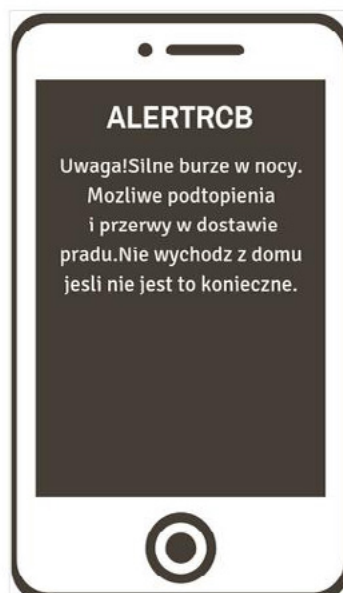 ALERTRCB
Uwaga!Silne burze w nocy.
Mozliwe podtopienia
i przerwy w dostawie
pradu.Nie wychodz z domu
jesli nie jest to konieczne.